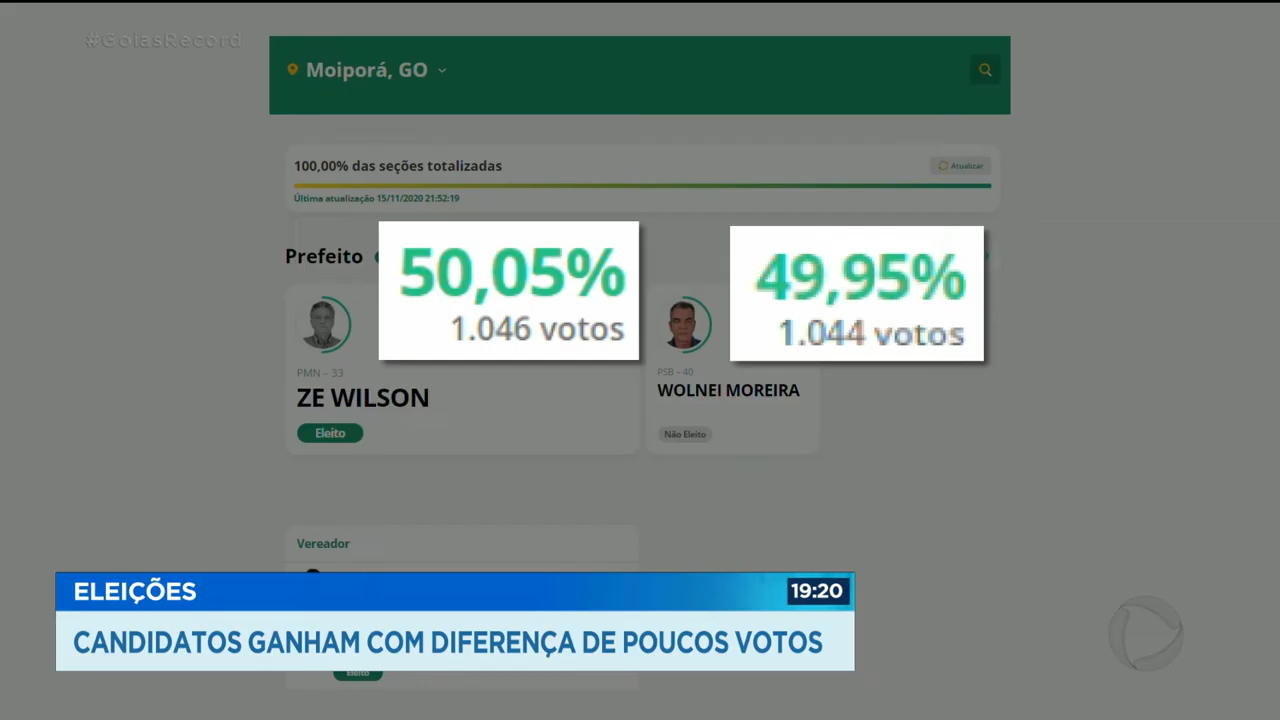 #GoiasRecord
Moiporá, GO
100,00% das seções totalizadas
Atualizar
Última atualização 15/11/2020 21:52:19
Prefeito
50,05%
1.046 votos
49,95%
1.044 votos
PMN - 33
ZE WILSON
Eleito
PSB - 40
WOLNEI MOREIRA
Não Eleito
Vereador
ELEIÇÕES
19:20
CANDIDATOS GANHAM COM DIFERENÇA DE POUCOS VOTOS
Eleito